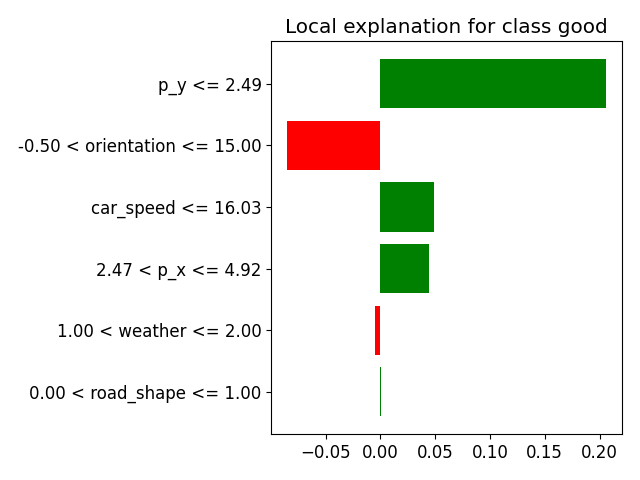 Local explanation for class good
p_y <= 2.49
-0.50 < orientation <= 15.00
car_speed <= 16.03
2.47 < p_x <= 4.92
1.00 < weather <= 2.00
0.00 < road_shape <= 1.00
−0.05 0.00 0.05 0.10 0.15 0.20